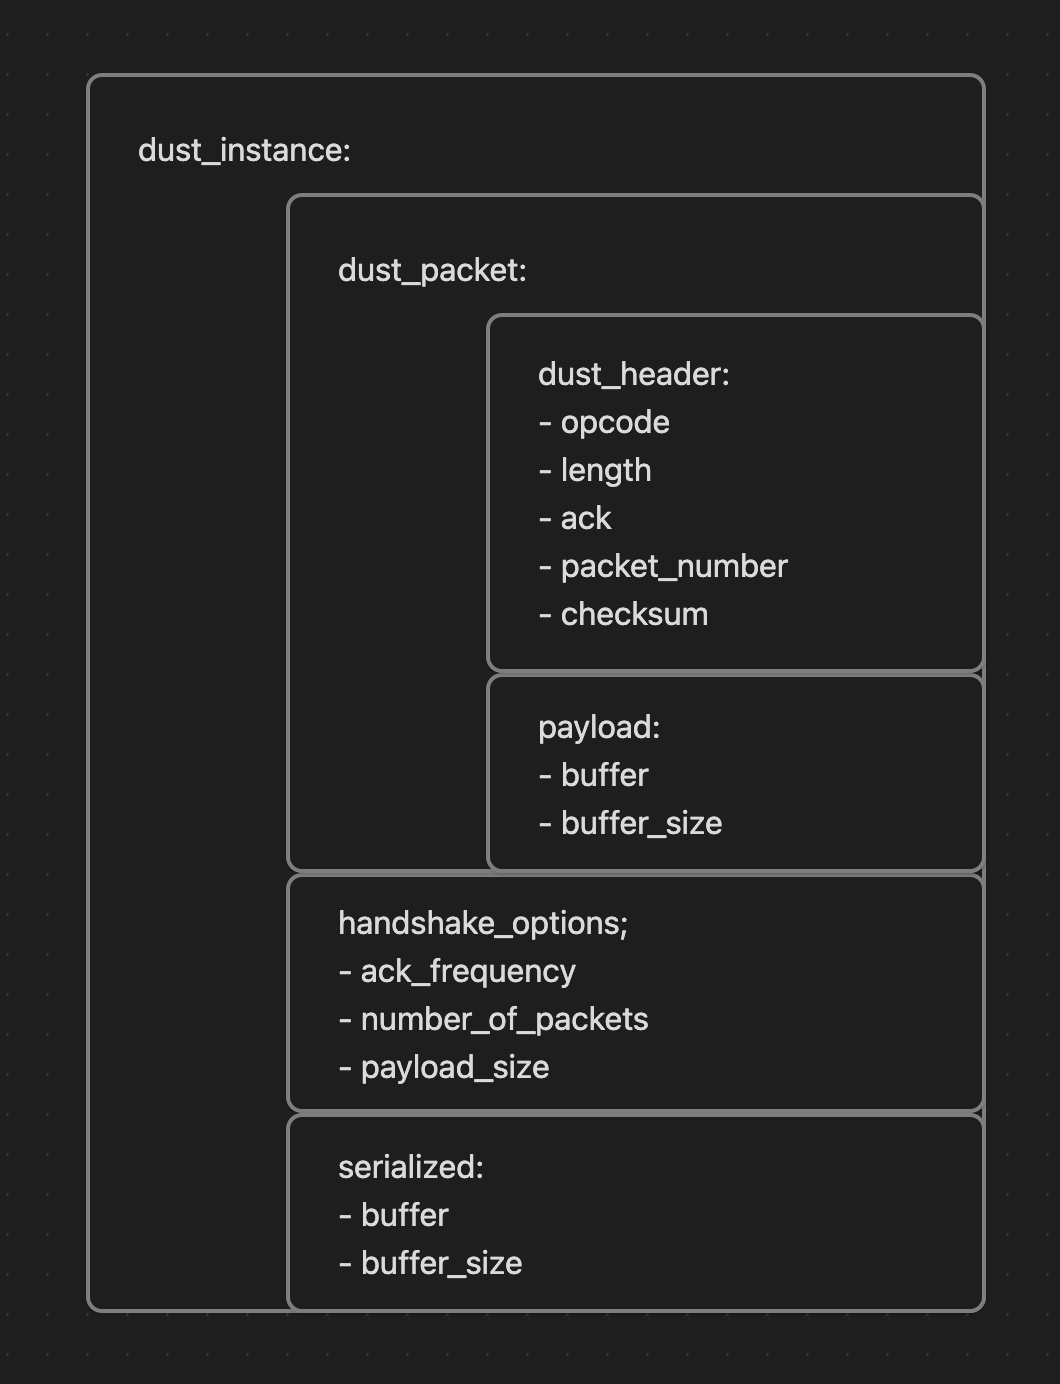 dust_instance:
dust_packet:
dust_header:
- opcode
- length
- ack
- packet_number
- checksum
payload:
- buffer
- buffer_size
handshake_options;
- ack_frequency
- number_of_packets
- payload_size
serialized:
- buffer
- buffer_size